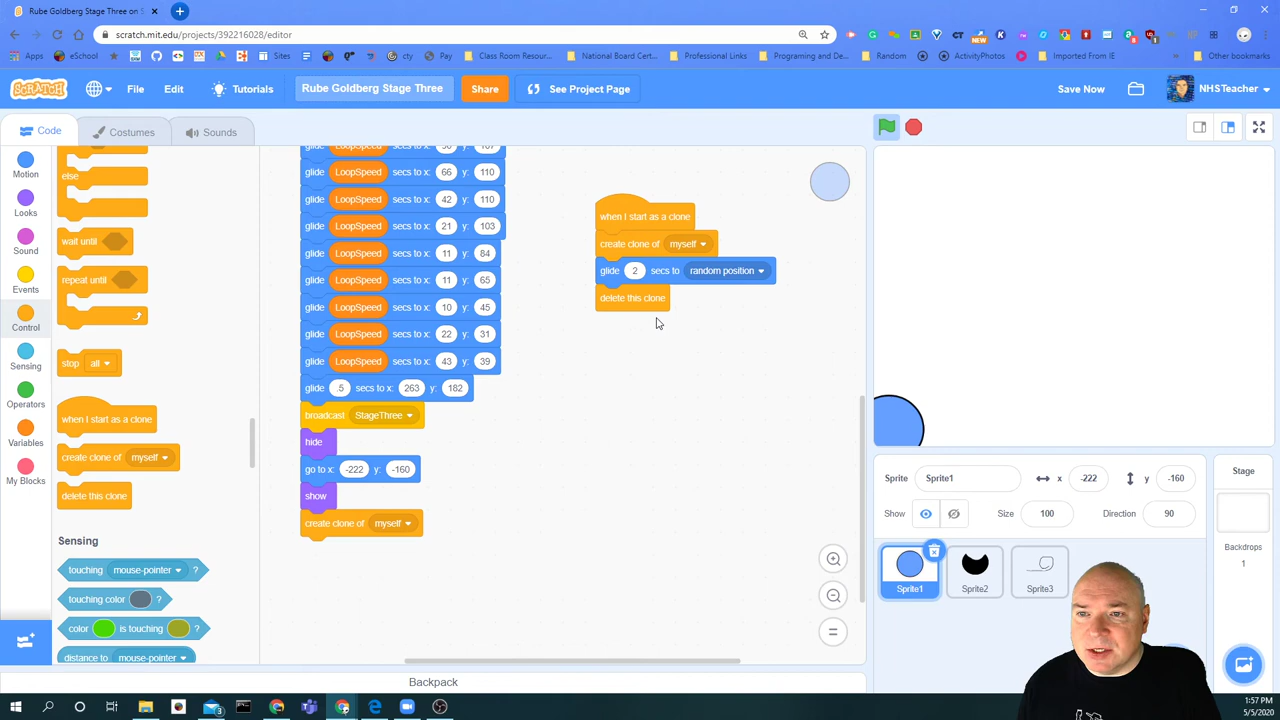 Rube Goldberg Stage Three on S
scratch.mit.edu/projects/392216028/editor
Apps
eSchool
Sites
cty
Pay
Class Room Resour...
National Board Cert...
Professional Links
Programing and De...
Random
ActivityPhotos
Imported From IE
Other bookmarks
SCRATCH
File
Edit
Tutorials
Rube Goldberg Stage Three
Share
See Project Page
Save Now
NHSTeacher
Code
Costumes
Sounds
Motion
Looks
Sound
Events
Control
Sensing
Operators
Variables
My Blocks
else
wait until
repeat until
stop all
when I start as a clone
create clone of myself
delete this clone
Sensing
touching mouse-pointer ?
touching color ?
color is touching ?
distance to mouse-pointer
glide LoopSpeed secs to x: 66 y: 110
glide LoopSpeed secs to x: 42 y: 110
glide LoopSpeed secs to x: 21 y: 103
glide LoopSpeed secs to x: 11 y: 84
glide LoopSpeed secs to x: 11 y: 65
glide LoopSpeed secs to x: 10 y: 45
glide LoopSpeed secs to x: 22 y: 31
glide LoopSpeed secs to x: 43 y: 39
glide .5 secs to x: 263 y: 182
broadcast StageThree
hide
go to x: -222 y: -160
show
create clone of myself
when I start as a clone
create clone of myself
glide 2 secs to random position
delete this clone
Backpack
Sprite Sprite1 x -222 y -160
Show Size 100 Direction 90
Sprite1
Sprite2
Sprite3
Stage
Backdrops
1
1:57 PM
5/5/2020